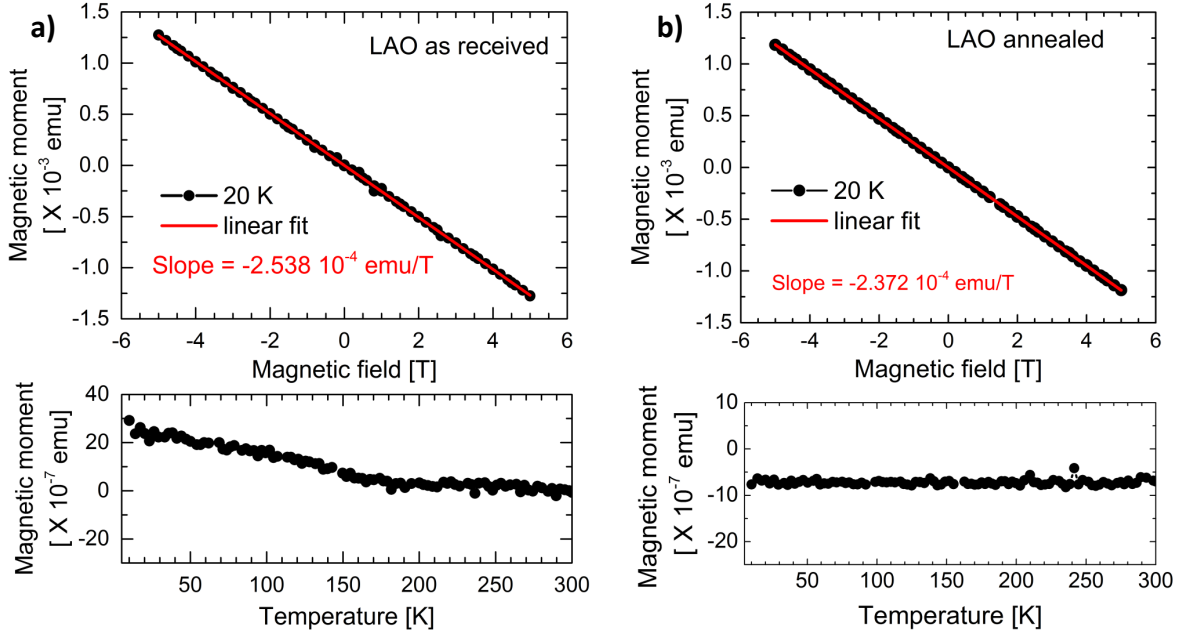 a)
LAO as received
Magnetic moment
[ X 10⁻³ emu]
1.5
1.0
0.5
0.0
-0.5
-1.0
-1.5
20 K
linear fit
Slope = -2.538 10⁻⁴ emu/T
-6 -4 -2 0 2 4 6
Magnetic field [T]
Magnetic moment
[ X 10⁻⁷ emu]
40
20
0
-20
50 100 150 200 250 300
Temperature [K]
b)
LAO annealed
Magnetic moment
[ X 10⁻³ emu]
1.5
1.0
0.5
0.0
-0.5
-1.0
-1.5
20 K
linear fit
Slope = -2.372 10⁻⁴ emu/T
-6 -4 -2 0 2 4 6
Magnetic field [T]
Magnetic moment
[ X 10⁻⁷ emu]
10
0
-10
-20
50 100 150 200 250 300
Temperature [K]